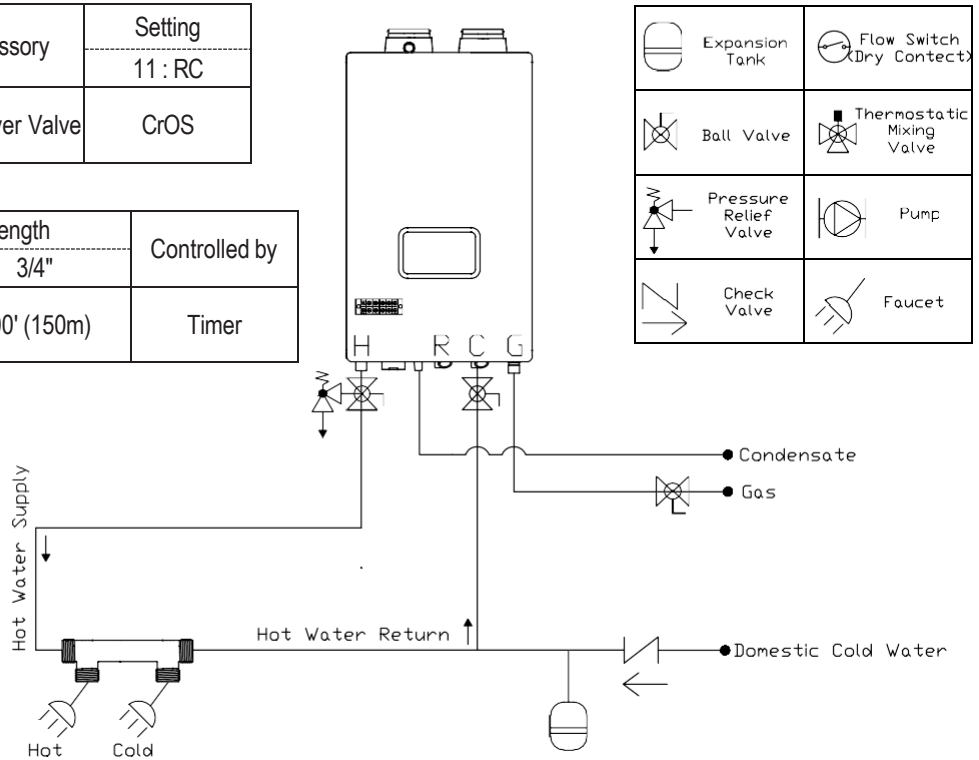 ssory
Setting
11 : RC
er Valve
CrOS
ength
3/4"
Controlled by
0' (150m)
Timer
Expansion
Tank
Flow Switch
(Dry Contect)
Ball Valve
Thermostatic
Mixing
Valve
Pressure
Relief
Valve
Pump
Check
Valve
Faucet
H R C G
Condensate
Gas
Hot Water Supply
Hot Water Return
Domestic Cold Water
Hot
Cold